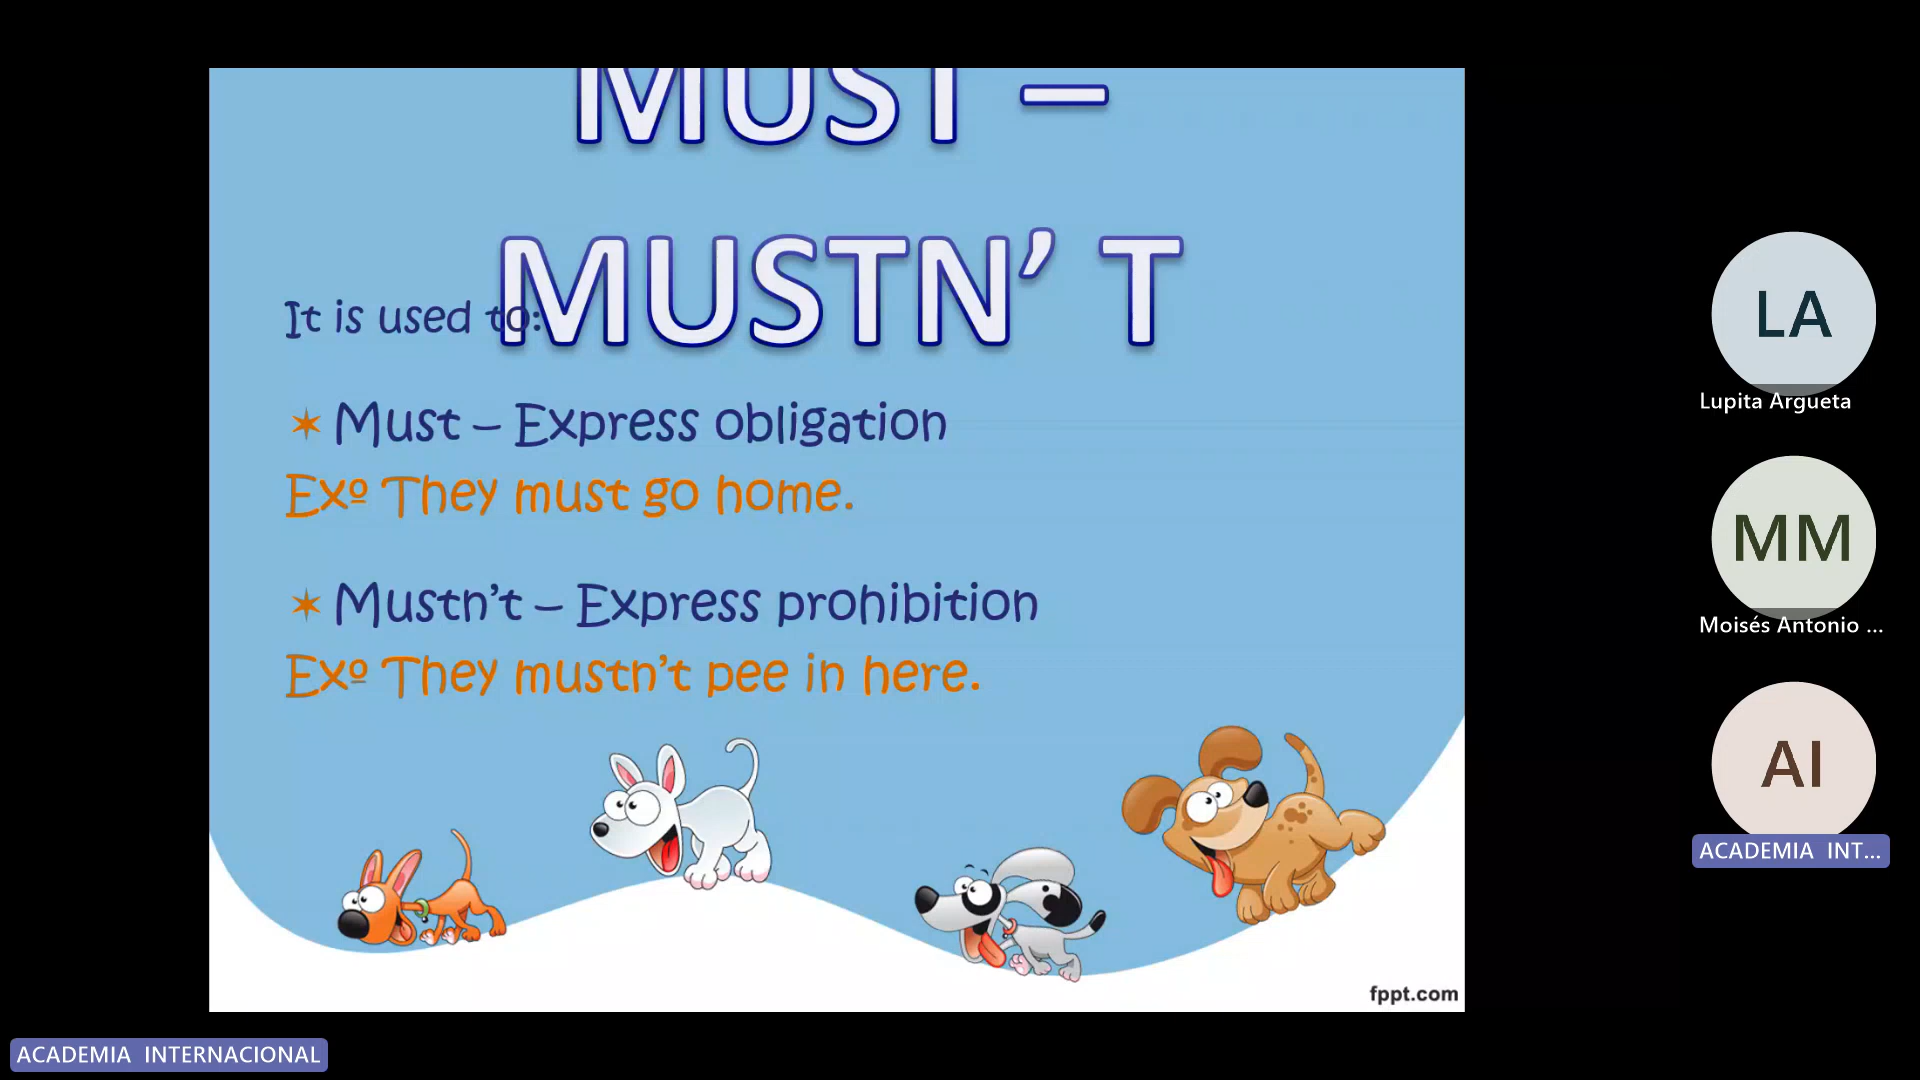 MUST –
MUSTN’ T
It is used to:
✶ Must – Express obligation
Exº They must go home.
✶ Mustn’t – Express prohibition
Exº They mustn’t pee in here.
fppt.com
LA
Lupita Argueta
MM
Moisés Antonio ...
AI
ACADEMIA INT...
ACADEMIA INTERNACIONAL